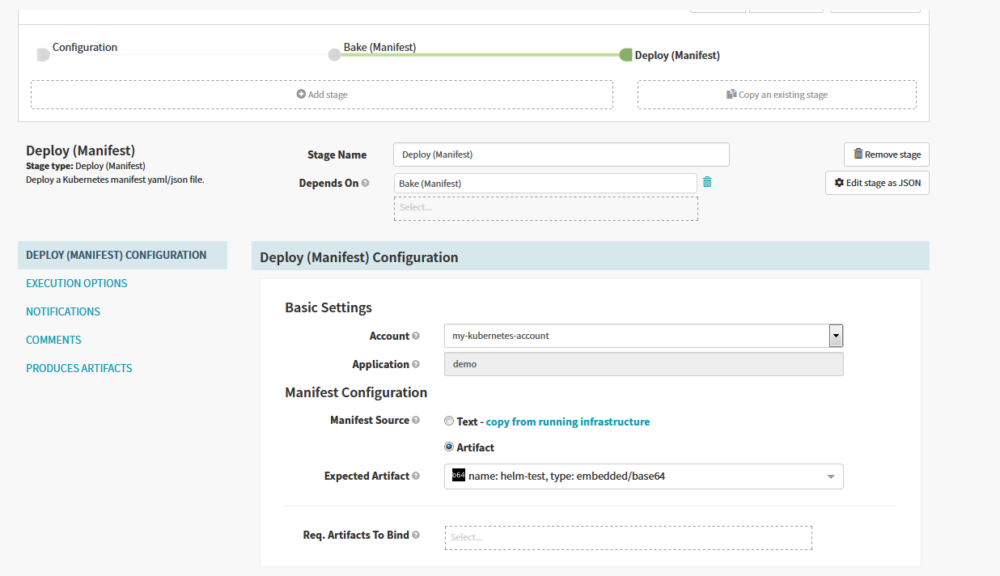 Configuration
Bake (Manifest)
Deploy (Manifest)
Add stage
Copy an existing stage
Deploy (Manifest)
Stage type: Deploy (Manifest)
Deploy a Kubernetes manifest yaml/json file.
Stage Name
Deploy (Manifest)
Remove stage
Depends On
Bake (Manifest)
Edit stage as JSON
Select...
DEPLOY (MANIFEST) CONFIGURATION
EXECUTION OPTIONS
NOTIFICATIONS
COMMENTS
PRODUCES ARTIFACTS
Deploy (Manifest) Configuration
Basic Settings
Account
my-kubernetes-account
Application
demo
Manifest Configuration
Manifest Source
Text - copy from running infrastructure
Artifact
Expected Artifact
b64 name: helm-test, type: embedded/base64
Req. Artifacts To Bind
Select...